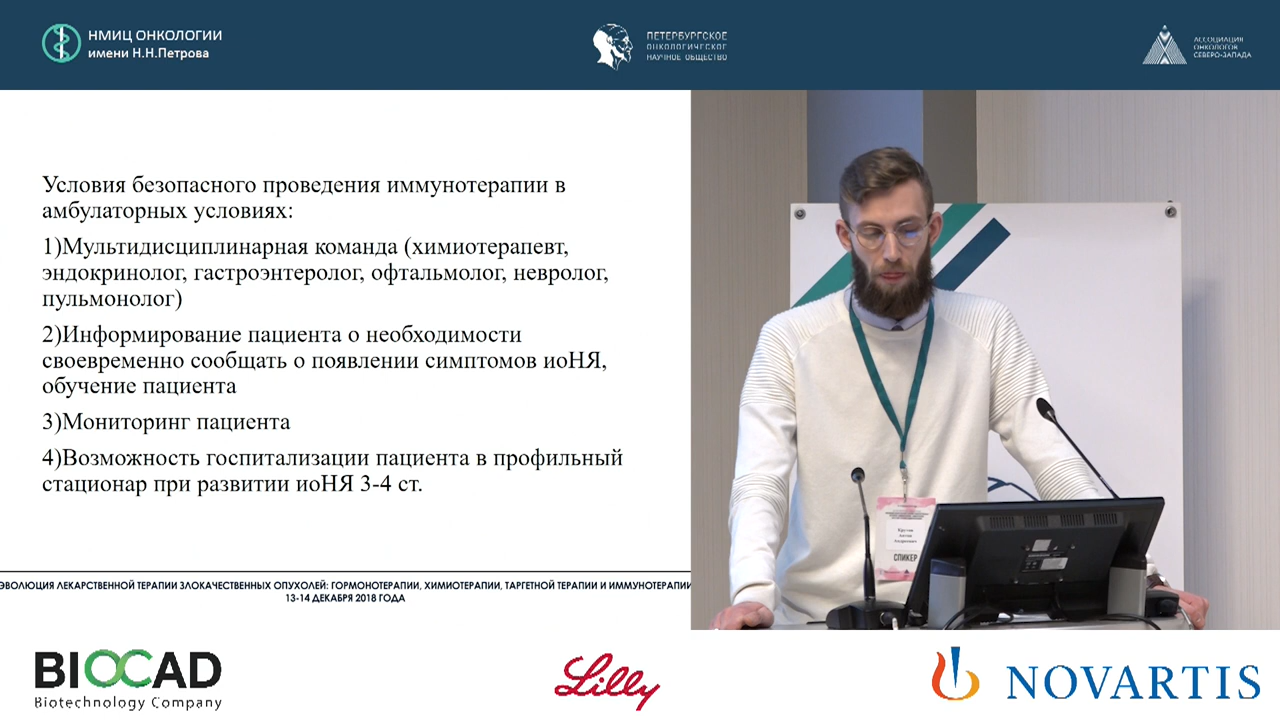 НМИЦ ОНКОЛОГИИ
имени Н.Н.Петрова
ПЕТЕРБУРГСКОЕ
ОНКОЛОГИЧЕСКОЕ
НАУЧНОЕ ОБЩЕСТВО
АССОЦИАЦИЯ
ОНКОЛОГОВ
СЕВЕРО-ЗАПАДА
Условия безопасного проведения иммунотерапии в
амбулаторных условиях:
1)Мультидисциплинарная команда (химиотерапевт,
эндокринолог, гастроэнтеролог, офтальмолог, невролог,
пульмонолог)
2)Информирование пациента о необходимости
своевременно сообщать о появлении симптомов иоНЯ,
обучение пациента
3)Мониторинг пациента
4)Возможность госпитализации пациента в профильный
стационар при развитии иоНЯ 3-4 ст.
ЭВОЛЮЦИЯ ЛЕКАРСТВЕННОЙ ТЕРАПИИ ЗЛОКАЧЕСТВЕННЫХ ОПУХОЛЕЙ: ГОРМОНОТЕРАПИИ, ХИМИОТЕРАПИИ, ТАРГЕТНОЙ ТЕРАПИИ И ИММУНОТЕРАПИИ
13-14 ДЕКАБРЯ 2018 ГОДА
Антон
Андреевич
СПИКЕР
BIOCAD
Biotechnology Company
Lilly
NOVARTIS